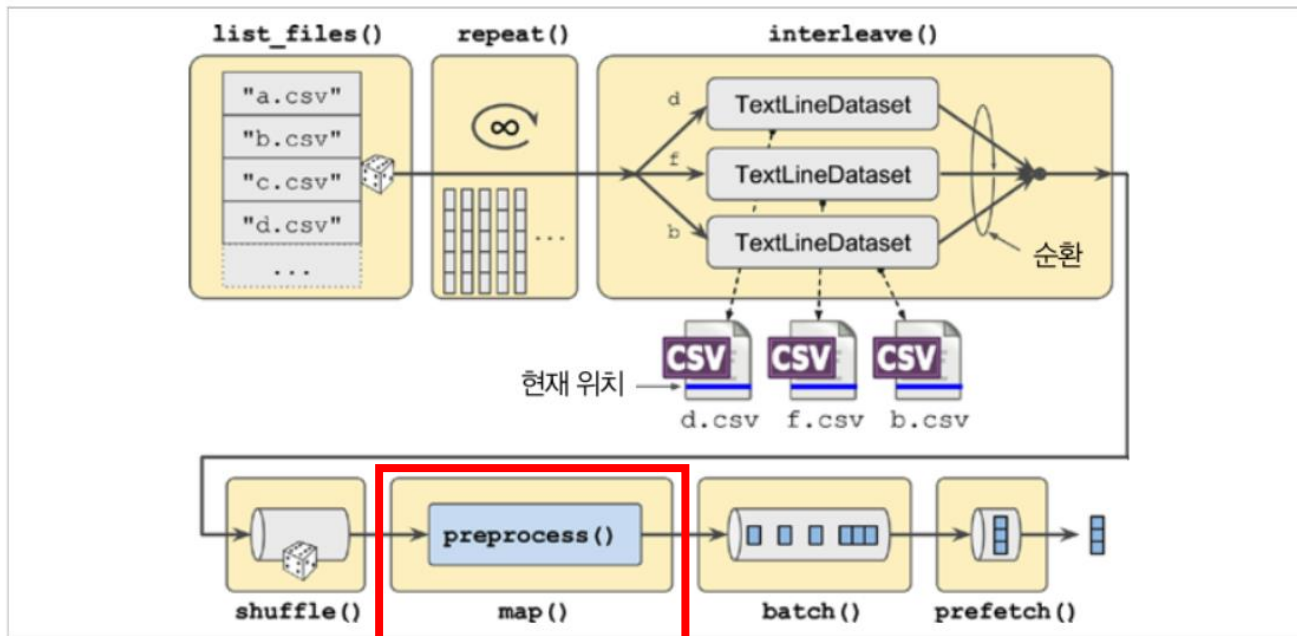 list_files()
repeat()
interleave()
"a.csv"
"b.csv"
"c.csv"
"d.csv"
...
∞
...
d
f
b
TextLineDataset
TextLineDataset
TextLineDataset
순환
CSV
CSV
CSV
현재 위치
d.csv
f.csv
b.csv
preprocess()
shuffle()
map()
batch()
prefetch()